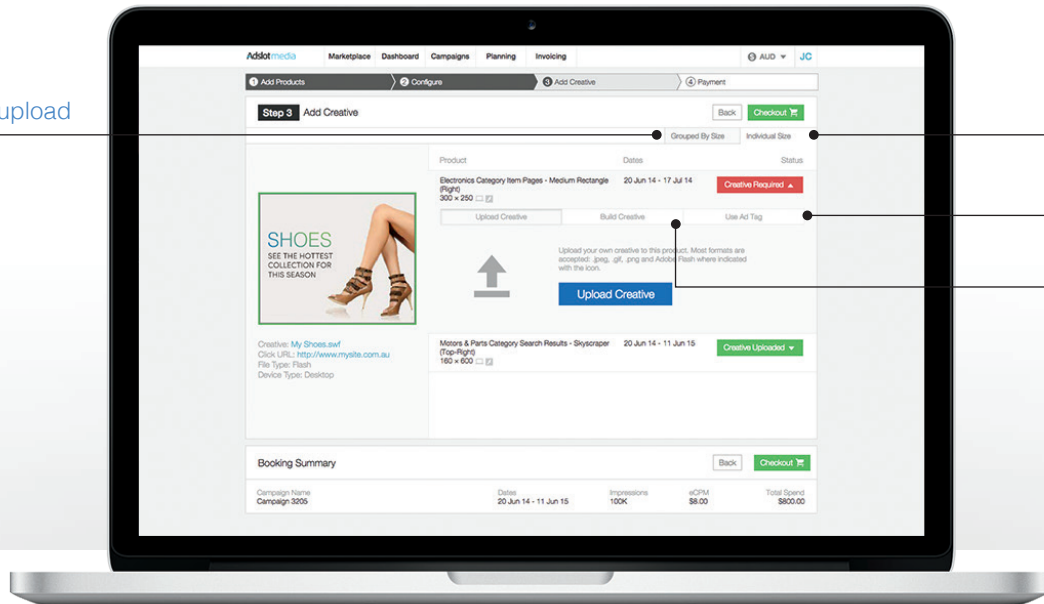 upload
Adslot media Marketplace Dashboard Campaigns Planning Invoicing AUD JC
1 Add Products 2 Configure 3 Add Creative 4 Payment
Step 3 Add Creative Back Checkout
Grouped By Size Individual Size
Product Dates Status
Electronics Category Item Pages - Medium Rectangle 20 Jun 14 - 17 Jul 14 Creative Required
(Right)
300 × 250
Upload Creative Build Creative Use Ad Tag
SHOES
SEE THE HOTTEST
COLLECTION FOR
THIS SEASON
Upload your own creative to this product. Most formats are
accepted: .jpeg, .gif, .png and Adobe Flash where indicated
with the icon.
Upload Creative
Creative: My Shoes.swf
Click URL: http://www.mysite.com.au
File Type: Flash
Device Type: Desktop
Motors & Parts Category Search Results - Skyscraper 20 Jun 14 - 11 Jun 15 Creative Uploaded
(Top-Right)
160 × 600
Booking Summary Back Checkout
Campaign Name Dates Impressions eCPM Total Spend
Campaign 3205 20 Jun 14 - 11 Jun 15 100K $8.00 $800.00